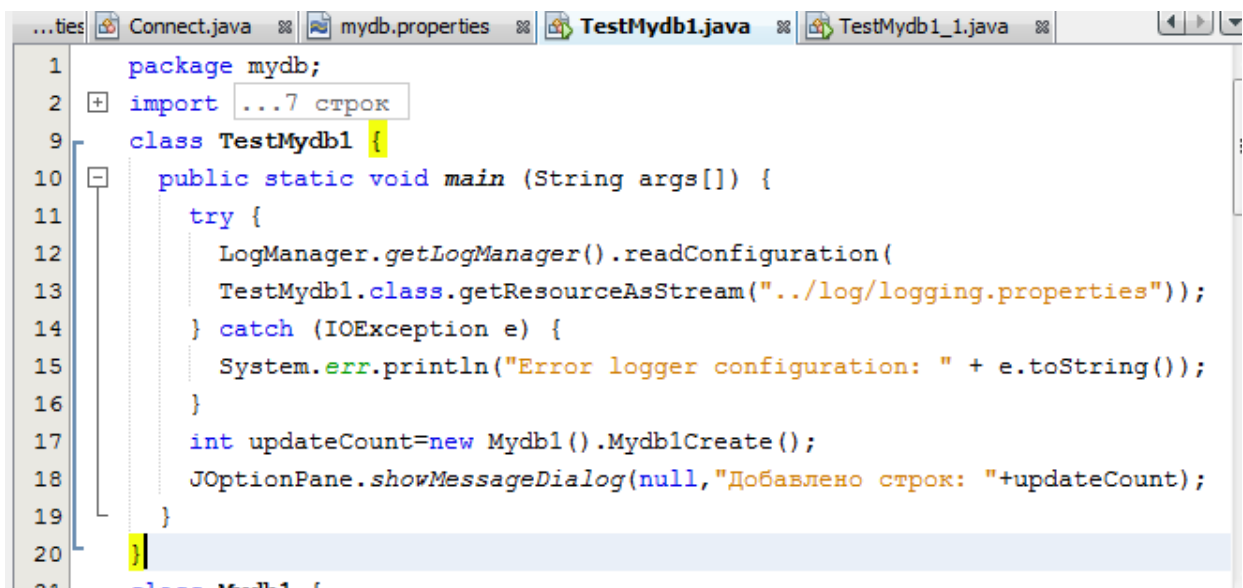 ...ties Connect.java mydb.properties TestMydb1.java TestMydb1_1.java
1 package mydb;
2 import ...7 строк
9 class TestMydb1 {
10 public static void main (String args[]) {
11 try {
12 LogManager.getLogManager().readConfiguration(
13 TestMydb1.class.getResourceAsStream("../log/logging.properties"));
14 } catch (IOException e) {
15 System.err.println("Error logger configuration: " + e.toString());
16 }
17 int updateCount=new Mydb1().Mydb1Create();
18 JOptionPane.showMessageDialog(null,"Добавлено строк: "+updateCount);
19 }
20 }
21 class Mydb1 {